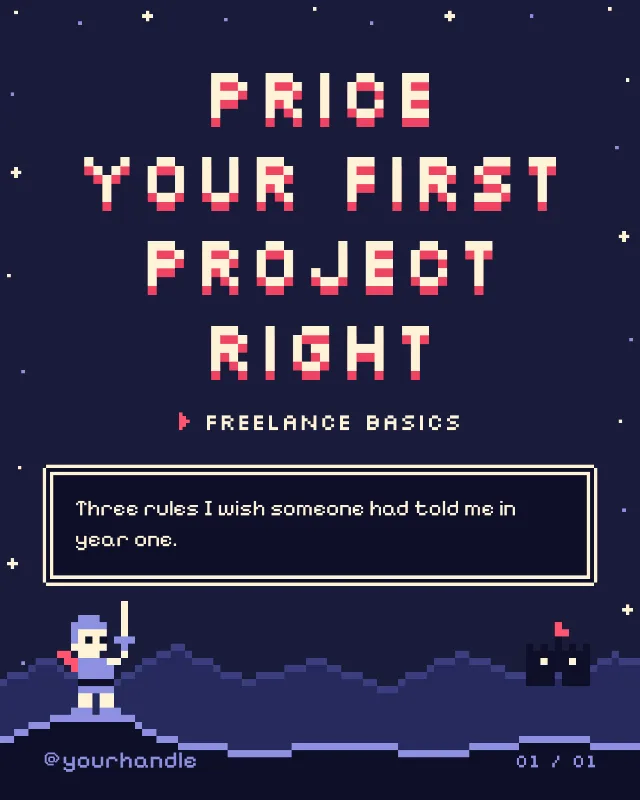 PRICE
YOUR FIRST
PROJECT
RIGHT
FREELANCE BASICS
Three rules I wish someone had told me in
year one.
@yourhandle
01 / 01